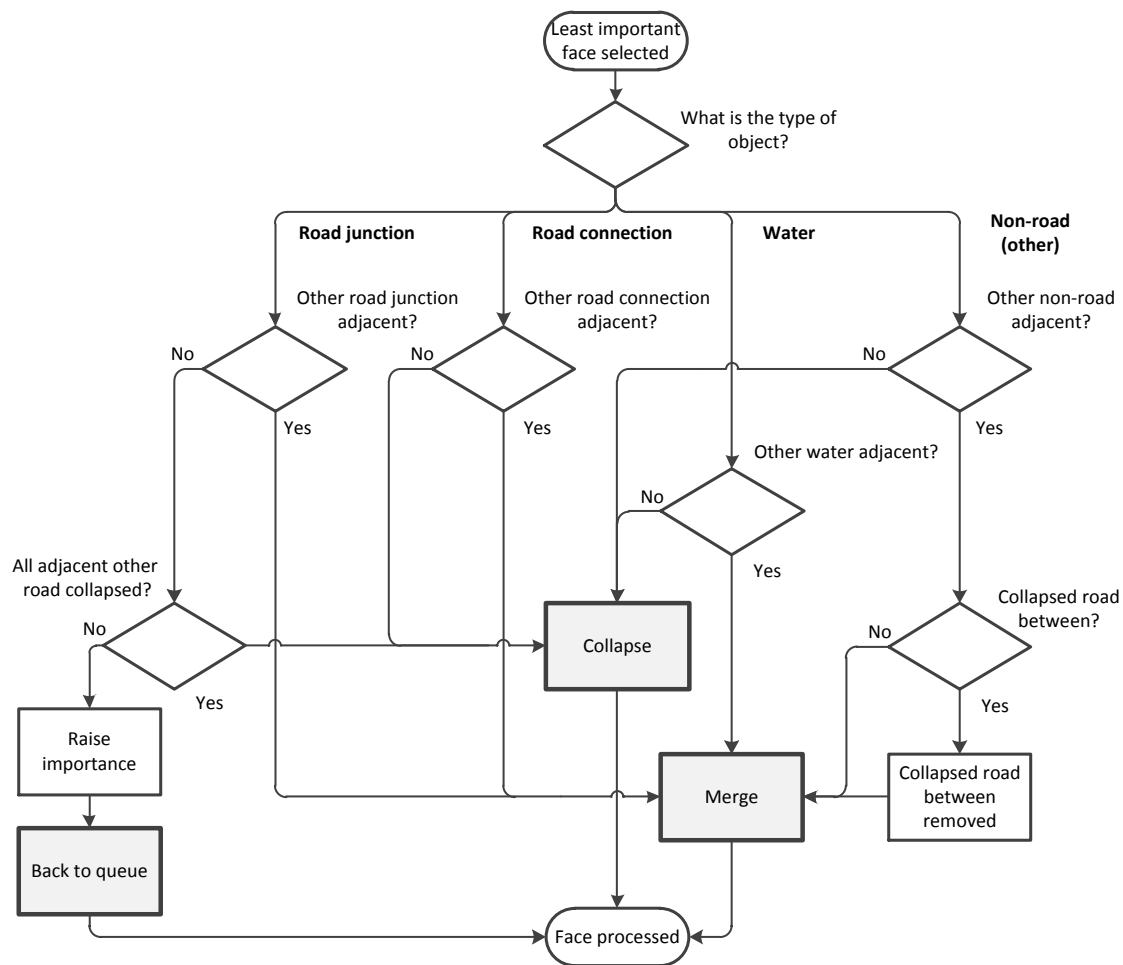 Least important
face selected
What is the type of
object?
Road junction
Road connection
Water
Non-road
(other)
Other road junction
adjacent?
Other road connection
adjacent?
Other non-road
adjacent?
No
No
No
Yes
Yes
Yes
Other water adjacent?
No
Yes
All adjacent other
road collapsed?
No
Yes
Collapse
Collapsed road
between?
No
Yes
Raise
importance
Merge
Collapsed road
between
removed
Back to queue
Face processed